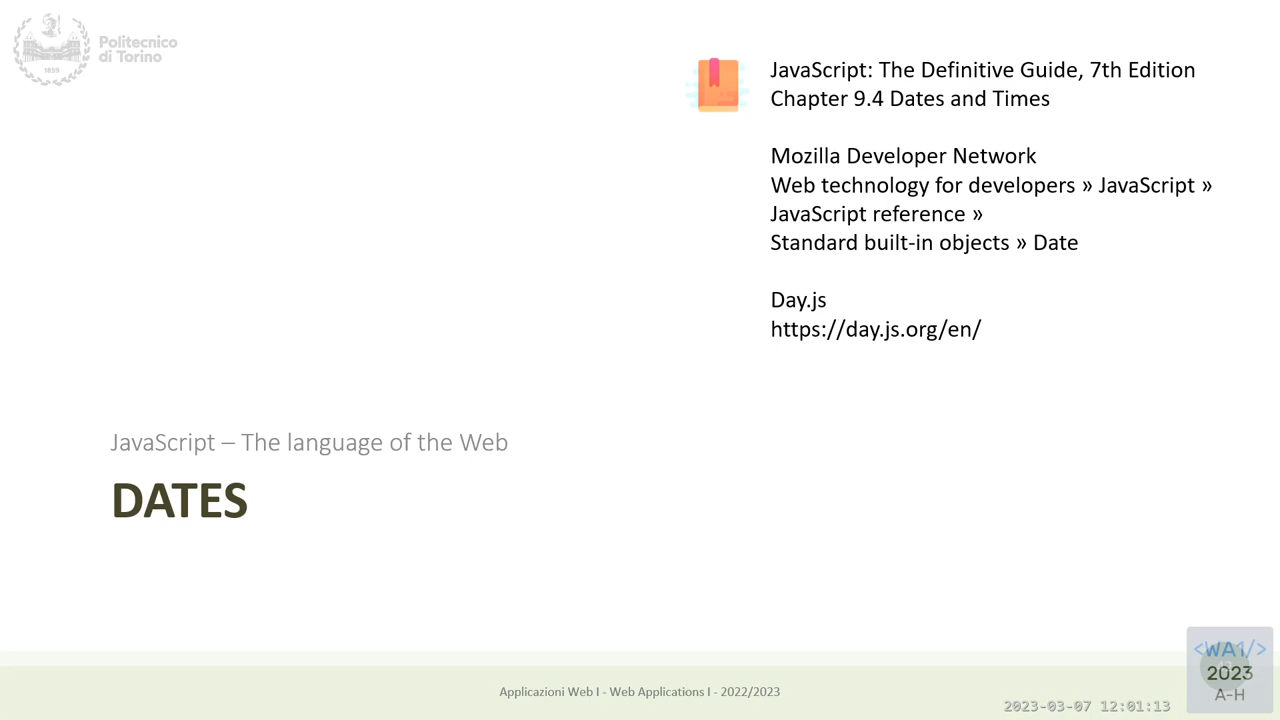 Politecnico
di Torino
1859
JavaScript: The Definitive Guide, 7th Edition
Chapter 9.4 Dates and Times
Mozilla Developer Network
Web technology for developers » JavaScript »
JavaScript reference »
Standard built-in objects » Date
Day.js
https://day.js.org/en/
JavaScript – The language of the Web
DATES
Applicazioni Web I - Web Applications I - 2022/2023
2023-03-07 12:01:13
<WA1/>
2023
A-H